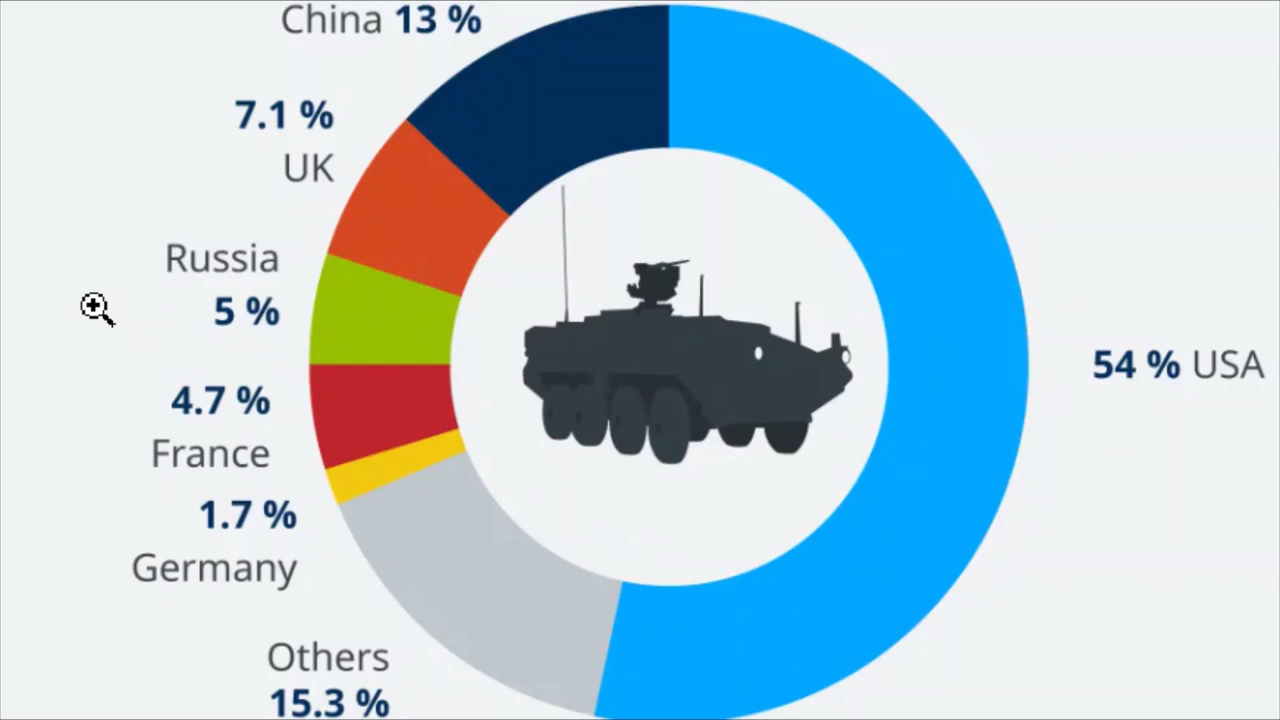 China 13 %
7.1 %
UK
Russia
5 %
54 % USA
4.7 %
France
1.7 %
Germany
Others
15.3 %